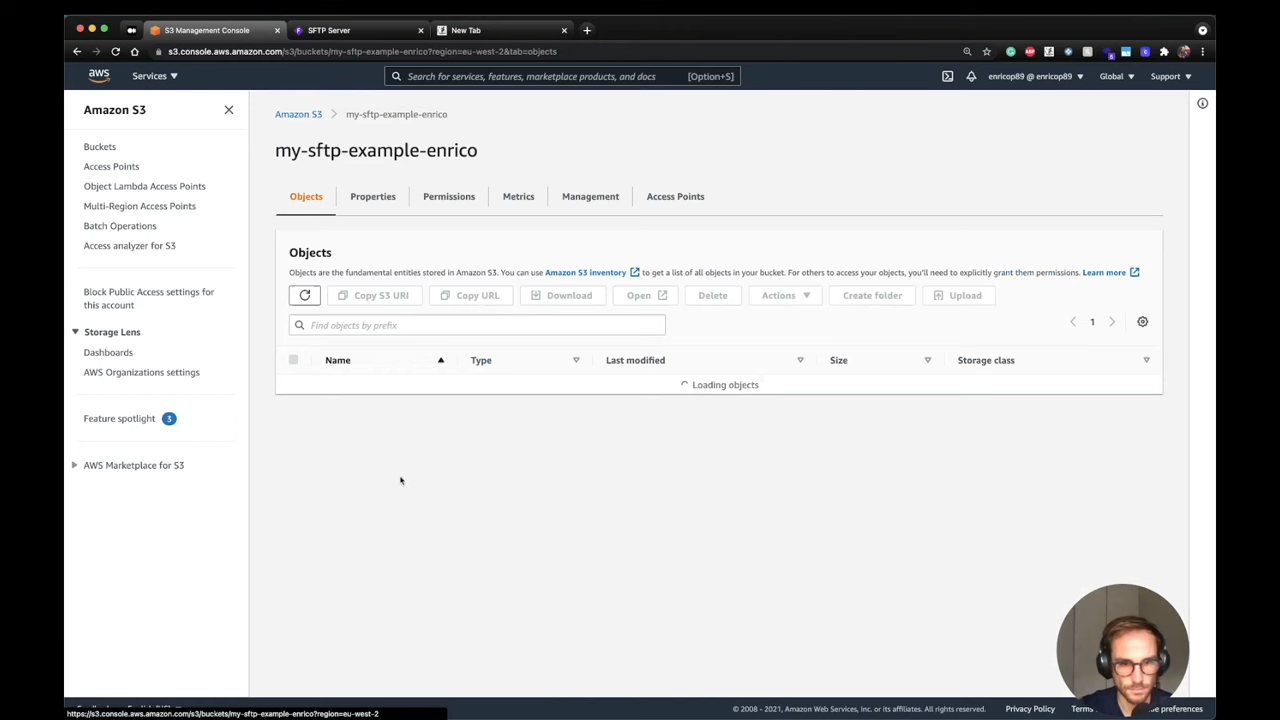 S3 Management Console
SFTP Server
New Tab
s3.console.aws.amazon.com/s3/buckets/my-sftp-example-enrico?region=eu-west-2&tab=objects
aws
Services
Search for services, features, marketplace products, and docs
[Option+S]
enricop89 @ enricop89
Global
Support
Amazon S3
Buckets
Access Points
Object Lambda Access Points
Multi-Region Access Points
Batch Operations
Access analyzer for S3
Block Public Access settings for
this account
Storage Lens
Dashboards
AWS Organizations settings
Feature spotlight 3
AWS Marketplace for S3
Amazon S3 > my-sftp-example-enrico
my-sftp-example-enrico
Objects
Properties
Permissions
Metrics
Management
Access Points
Objects
Objects are the fundamental entities stored in Amazon S3. You can use Amazon S3 inventory to get a list of all objects in your bucket. For others to access your objects, you'll need to explicitly grant them permissions. Learn more
Copy S3 URI
Copy URL
Download
Open
Delete
Actions
Create folder
Upload
Find objects by prefix
1
Name
Type
Last modified
Size
Storage class
Loading objects
© 2008 - 2021, Amazon Web Services, Inc. or its affiliates. All rights reserved.
Privacy Policy
Terms
preferences
https://s3.console.aws.amazon.com/s3/buckets/my-sftp-example-enrico?region=eu-west-2